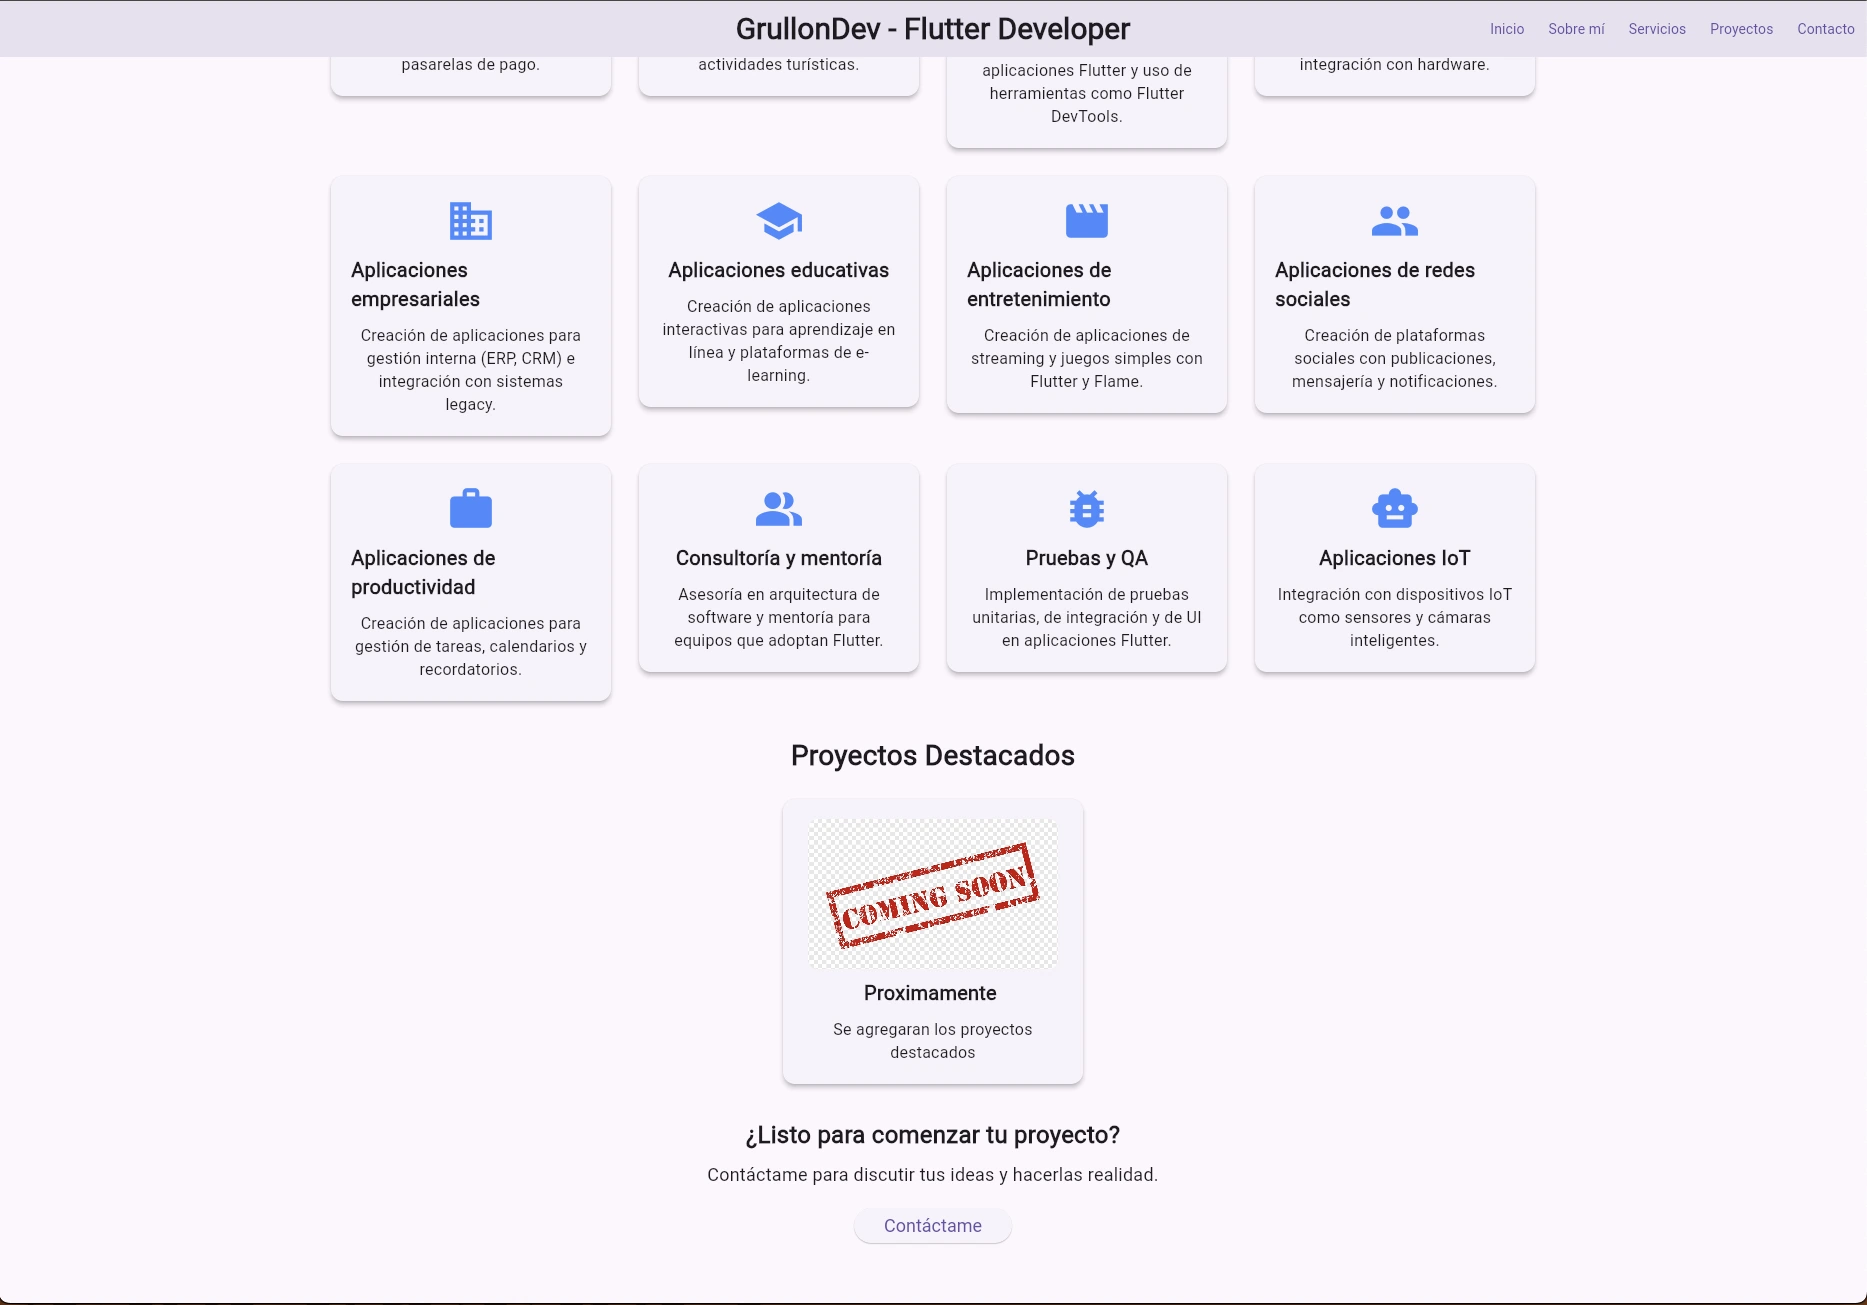 GrullonDev - Flutter Developer
Inicio
Sobre mí
Servicios
Proyectos
Contacto
pasarelas de pago.
actividades turísticas.
aplicaciones Flutter y uso de
herramientas como Flutter
DevTools.
integración con hardware.
Aplicaciones
empresariales
Creación de aplicaciones para
gestión interna (ERP, CRM) e
integración con sistemas
legacy.
Aplicaciones educativas
Creación de aplicaciones
interactivas para aprendizaje en
línea y plataformas de e-
learning.
Aplicaciones de
entretenimiento
Creación de aplicaciones de
streaming y juegos simples con
Flutter y Flame.
Aplicaciones de redes
sociales
Creación de plataformas
sociales con publicaciones,
mensajería y notificaciones.
Aplicaciones de
productividad
Creación de aplicaciones para
gestión de tareas, calendarios y
recordatorios.
Consultoría y mentoría
Asesoría en arquitectura de
software y mentoría para
equipos que adoptan Flutter.
Pruebas y QA
Implementación de pruebas
unitarias, de integración y de UI
en aplicaciones Flutter.
Aplicaciones IoT
Integración con dispositivos IoT
como sensores y cámaras
inteligentes.
Proyectos Destacados
COMING SOON
Proximamente
Se agregaran los proyectos
destacados
¿Listo para comenzar tu proyecto?
Contáctame para discutir tus ideas y hacerlas realidad.
Contáctame